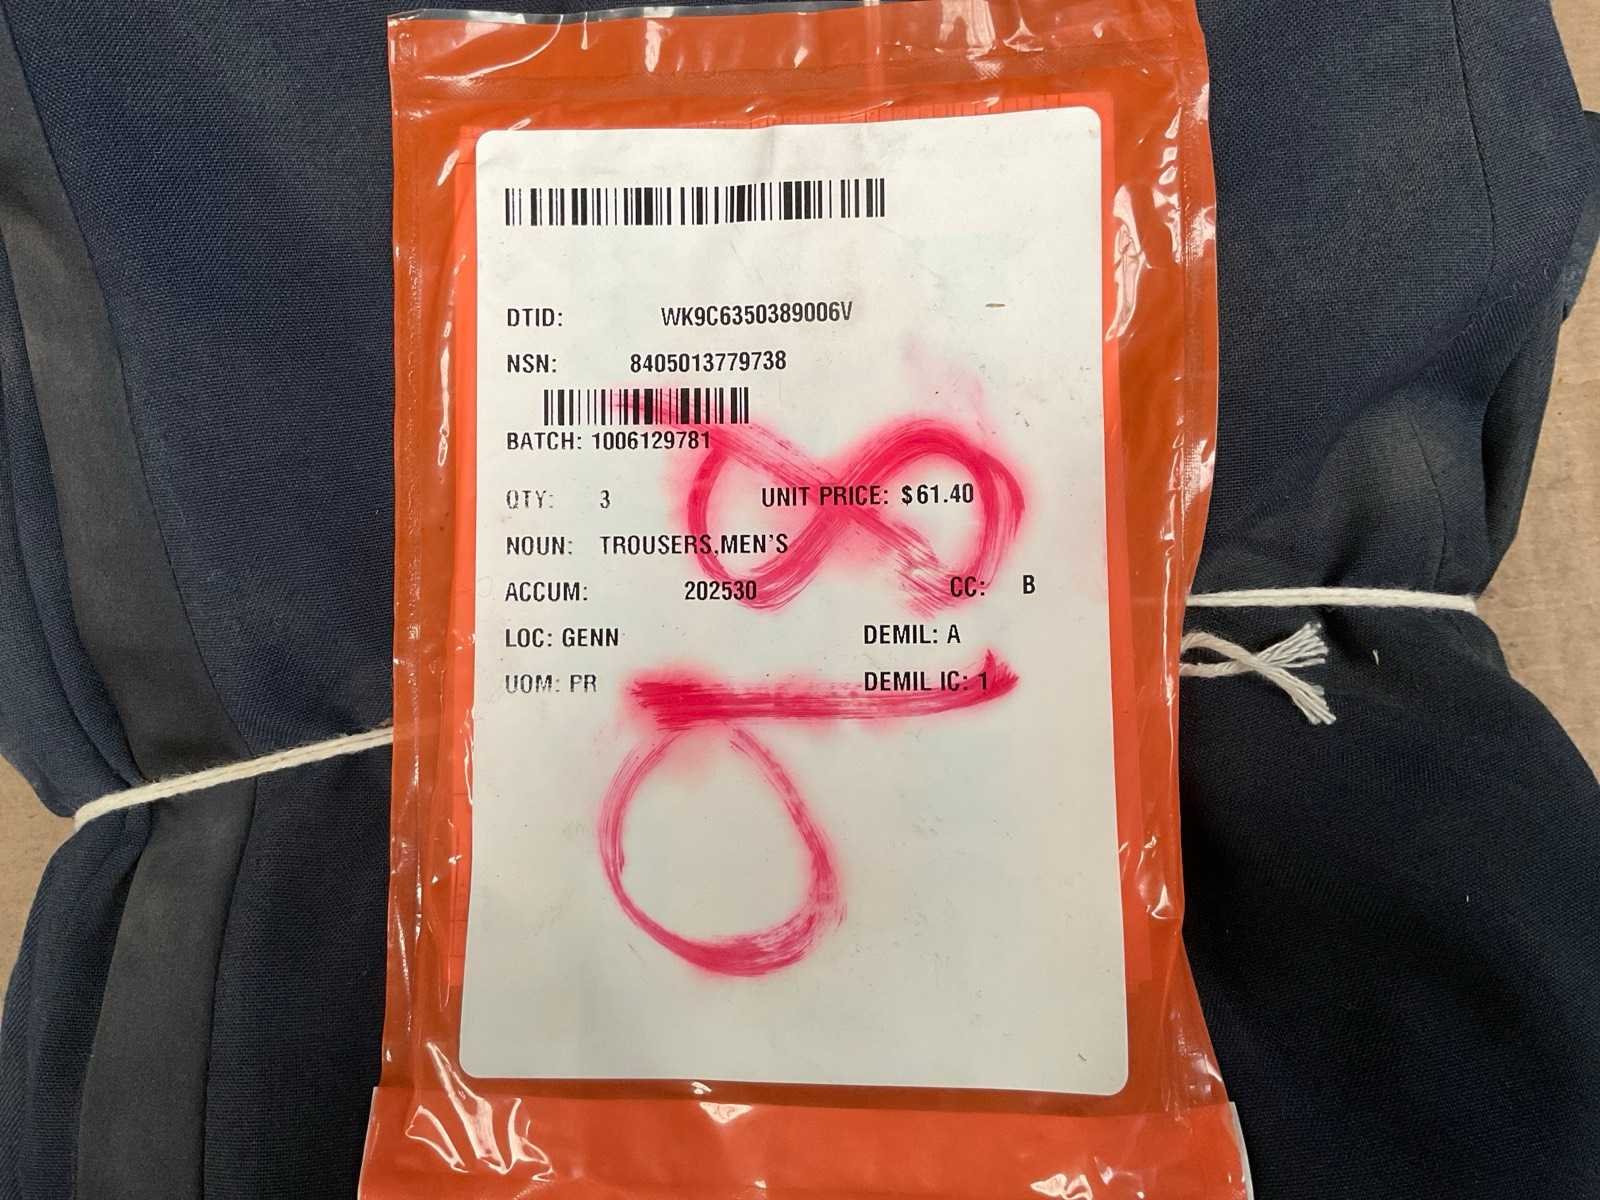 DTID: WK9C6350389006V
NSN: 8405013779738
BATCH: 1006129781
QTY: 3 UNIT PRICE: $61.40
NOUN: TROUSERS,MEN'S
ACCUM: 202530 CC: B
LOC: GENN DEMIL: A
UOM: PR DEMIL IC: 1